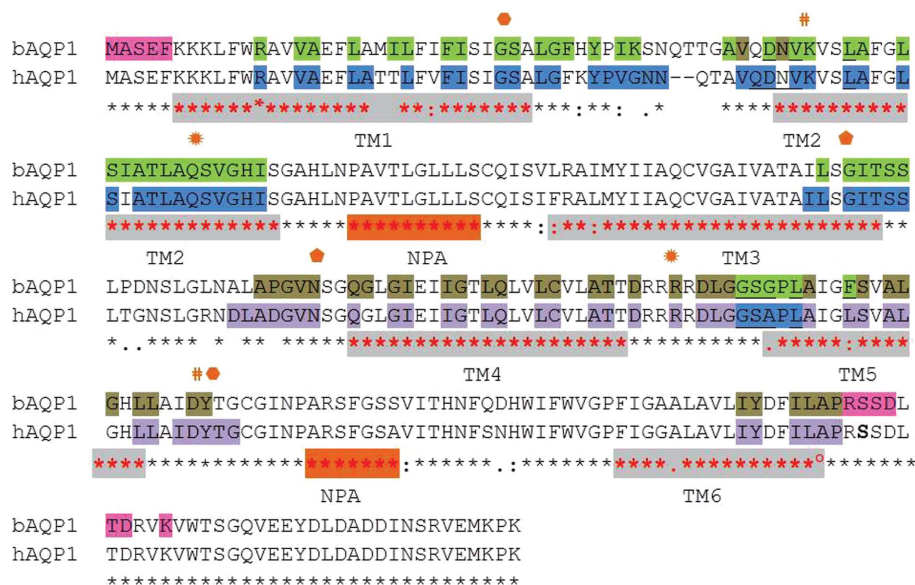 #
bAQP1 MASEFKKKLFWRAVVAEFLAMILFIFISIGSALGFHYPIKSNQTTGAVQDNVKVSLAFGL
hAQP1 MASEFKKKLFWRAVVAEFLATTLFVFISIGSALGFKYPVGNN--QTAVQDNVKVSLAFGL
********************  **:**********:**: .     **************
TM1 TM2
bAQP1 SIATLAQSVGHISGAHLNPAVTLGLLLSCQISVLRAIMYIIAQCVGAIVATAILSGITSS
hAQP1 SIATLAQSVGHISGAHLNPAVTLGLLLSCQISIFRALMYIIAQCVGAIVATAILSGITSS
********************************::**:***********************
TM2 NPA TM3
bAQP1 LPDNSLGLNALAPGVNSGQGLGIEIIGTLQLVLCVLATTDRRRRDLGGSGPLAIGFSVAL
hAQP1 LTGNSLGRNDLADGVNSGQGLGIEIIGTLQLVLCVLATTDRRRRDLGGSAPLAIGLSVAL
*..**** * ** ************************************.*****:****
TM4 TM5
#
bAQP1 GHLLAIDYTGCGINPARSFGSSVITHNFQDHWIFWVGPFIGAALAVLIYDFILAPRSSDL
hAQP1 GHLLAIDYTGCGINPARSFGSAVITHNFSNHWIFWVGPFIGGALAVLIYDFILAPRSSDL
*********************:******.:***********.***********°******
NPA TM6
bAQP1 TDRVKVWTSGQVEEYDLDADDINSRVEMKPK
hAQP1 TDRVKVWTSGQVEEYDLDADDINSRVEMKPK
*******************************